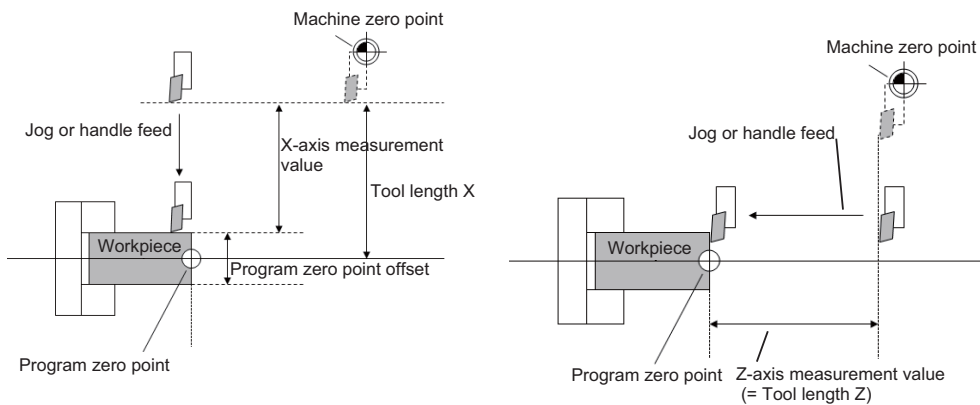 Machine zero point
Jog or handle feed
X-axis measurement
value
Tool length X
Workpiece
Program zero point offset
Program zero point
Machine zero point
Jog or handle feed
Workpiece
Program zero point
Z-axis measurement value
(= Tool length Z)